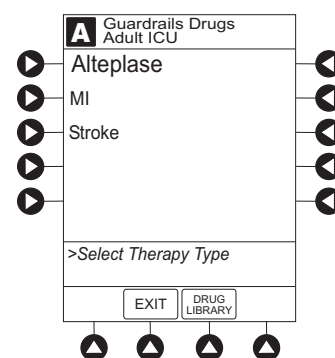 A Guardrails Drugs
Adult ICU
Alteplase
MI
Stroke
>Select Therapy Type
EXIT
DRUG
LIBRARY